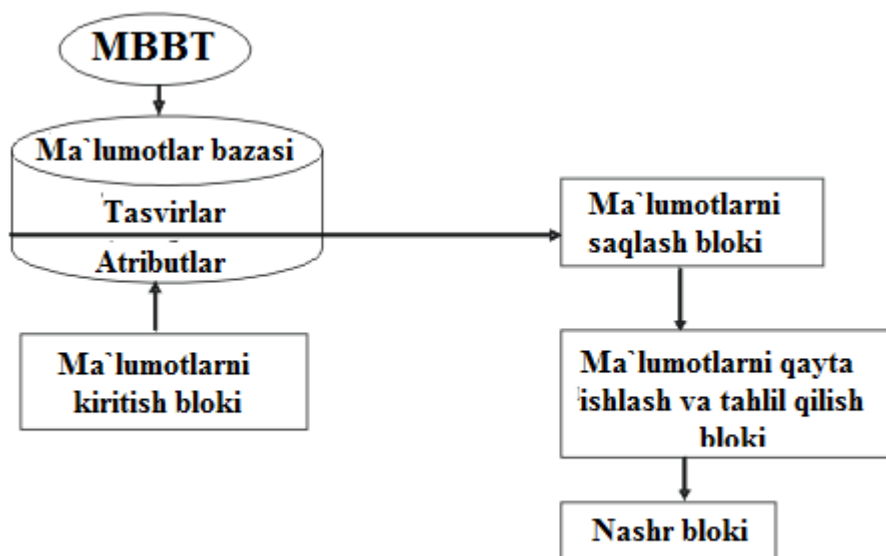 MBBT
Ma`lumotlar bazasi
Tasvirlar
Atributlar
Ma`lumotlarni
kiritish bloki
Ma`lumotlarni
saqlash bloki
Ma`lumotlarni qayta
ishlash va tahlil qilish
bloki
Nashr bloki